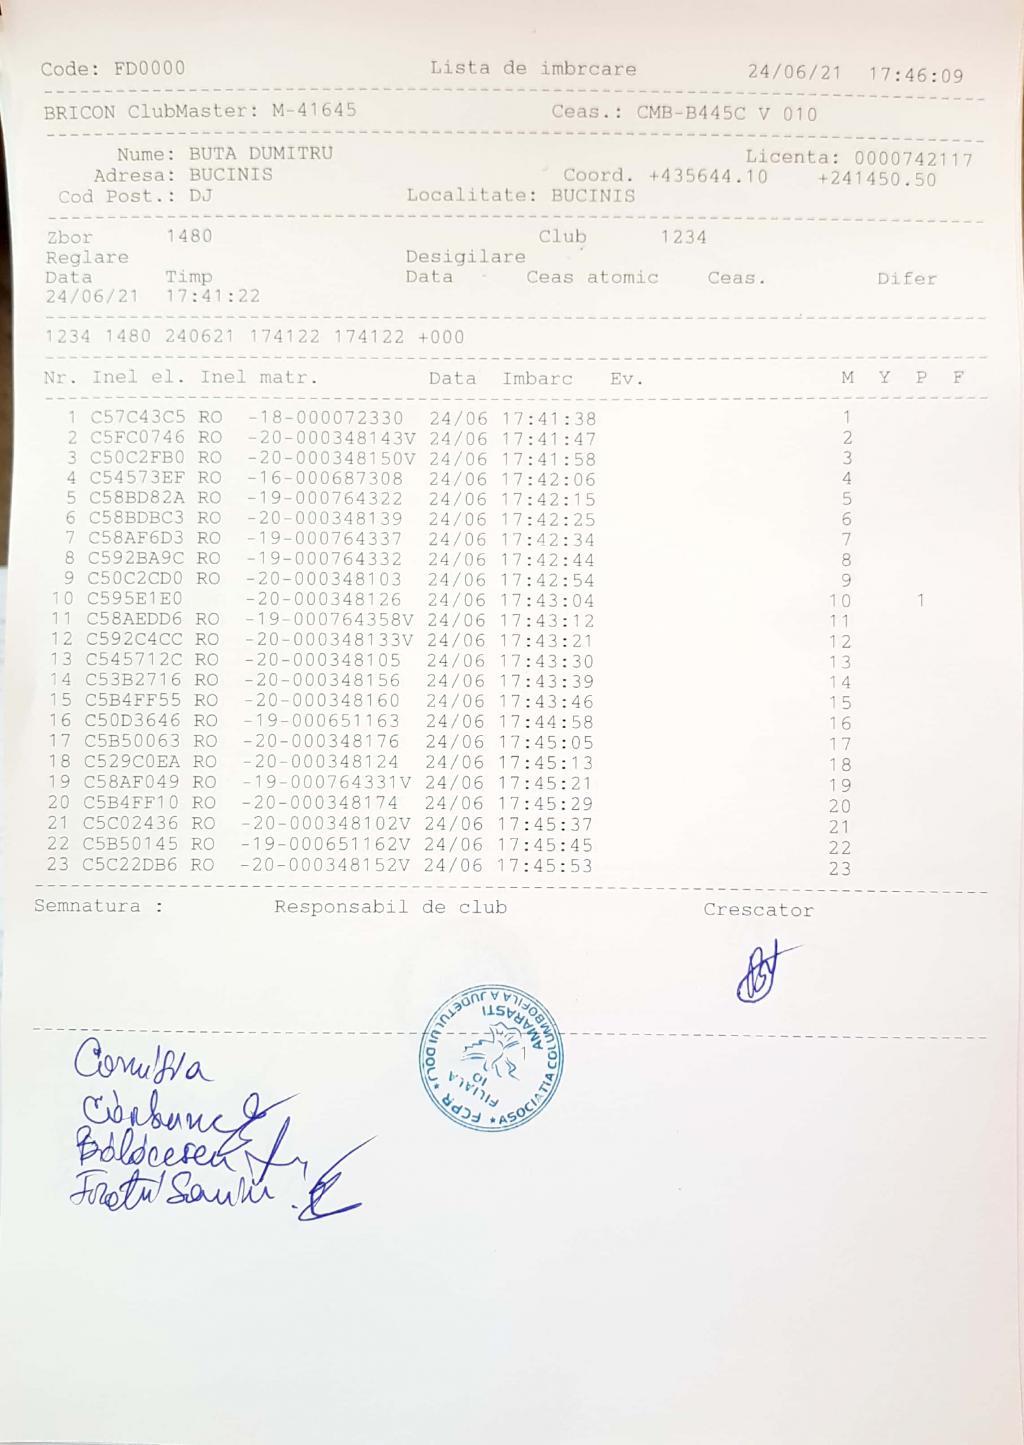 Code: FD0000 Lista de imbrcare 24/06/21 17:46:09
BRICON ClubMaster: M-41645 Ceas.: CMB-B445C V 010
Nume: BUTA DUMITRU Licenta: 0000742117
Adresa: BUCINIS Coord. +435644.10 +241450.50
Cod Post.: DJ Localitate: BUCINIS
Zbor 1480 Club 1234
Reglare Desigilare
Data Timp Data Ceas atomic Ceas. Difer
24/06/21 17:41:22
1234 1480 240621 174122 174122 +000
Nr. Inel el. Inel matr. Data Imbarc Ev. M Y P F
1 C57C43C5 RO -18-000072330 24/06 17:41:38 1
2 C5FC0746 RO -20-000348143V 24/06 17:41:47 2
3 C50C2FB0 RO -20-000348150V 24/06 17:41:58 3
4 C54573EF RO -16-000687308 24/06 17:42:06 4
5 C58BD82A RO -19-000764322 24/06 17:42:15 5
6 C58BDBC3 RO -20-000348139 24/06 17:42:25 6
7 C58AF6D3 RO -19-000764337 24/06 17:42:34 7
8 C592BA9C RO -19-000764332 24/06 17:42:44 8
9 C50C2CD0 RO -20-000348103 24/06 17:42:54 9
10 C595E1E0 -20-000348126 24/06 17:43:04 10 1
11 C58AEDD6 RO -19-000764358V 24/06 17:43:12 11
12 C592C4CC RO -20-000348133V 24/06 17:43:21 12
13 C545712C RO -20-000348105 24/06 17:43:30 13
14 C53B2716 RO -20-000348156 24/06 17:43:39 14
15 C5B4FF55 RO -20-000348160 24/06 17:43:46 15
16 C50D3646 RO -19-000651163 24/06 17:44:58 16
17 C5B50063 RO -20-000348176 24/06 17:45:05 17
18 C529C0EA RO -20-000348124 24/06 17:45:13 18
19 C58AF049 RO -19-000764331V 24/06 17:45:21 19
20 C5B4FF10 RO -20-000348174 24/06 17:45:29 20
21 C5C02436 RO -20-000348102V 24/06 17:45:37 21
22 C5B50145 RO -19-000651162V 24/06 17:45:45 22
23 C5C22DB6 RO -20-000348152V 24/06 17:45:53 23
Semnatura : Responsabil de club Crescator
FCPR * ASOCIATIA COLUMBOFILA A JUDETULUI DOLJ *
AMARASTI
FILIALA
10